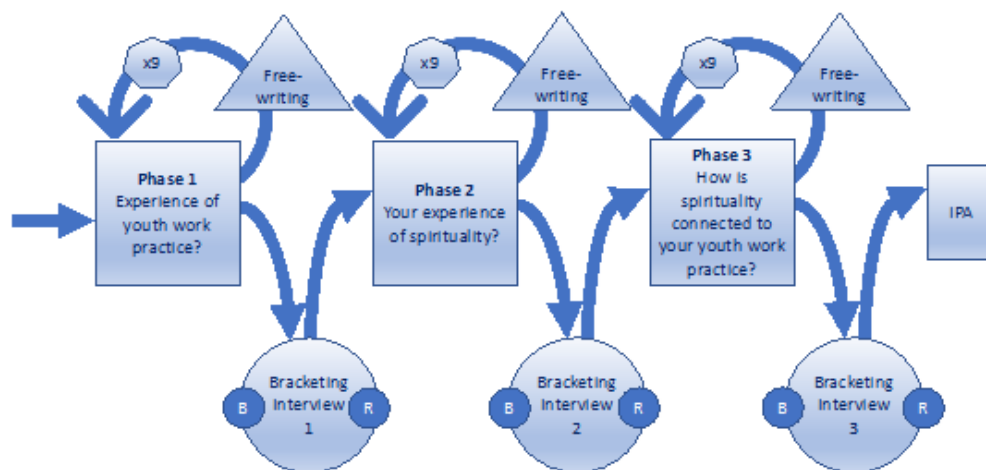 x9
Free-
writing
Phase 1
Experience of
youth work
practice?
Bracketing
Interview
1
B
R
x9
Free-
writing
Phase 2
Your experience
of spirituality?
Bracketing
Interview
2
B
R
x9
Free-
writing
Phase 3
How is
spirituality
connected to
your youth work
practice?
Bracketing
Interview
3
B
R
IPA